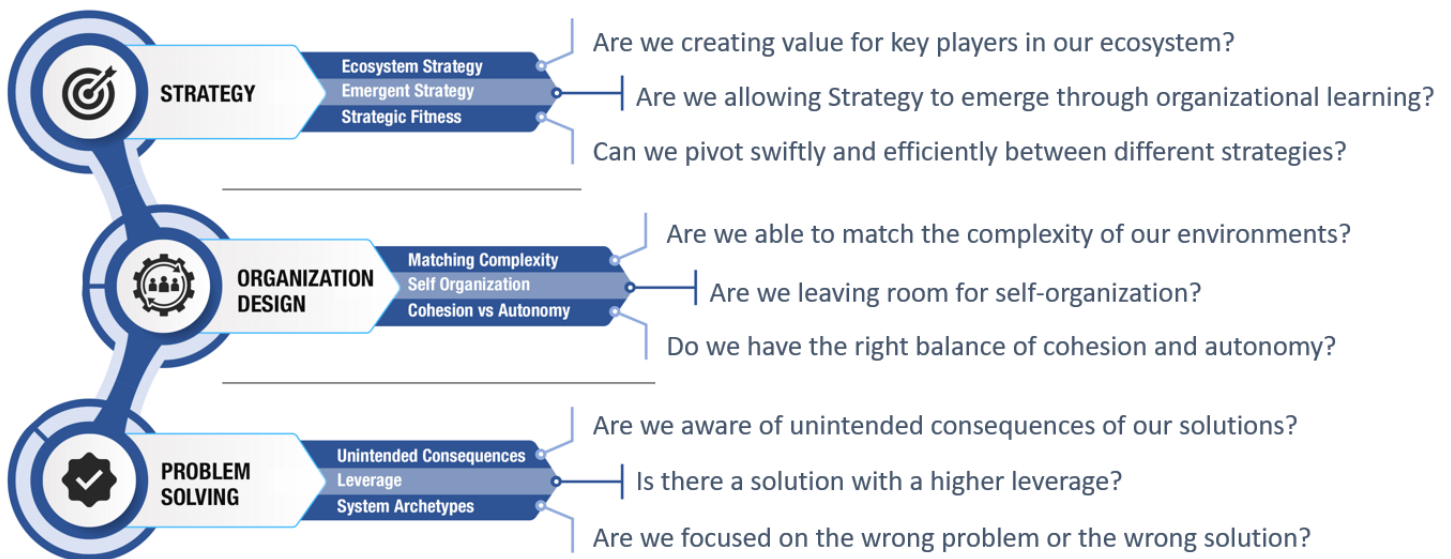 STRATEGY
Ecosystem Strategy
Emergent Strategy
Strategic Fitness
Are we creating value for key players in our ecosystem?
Are we allowing Strategy to emerge through organizational learning?
Can we pivot swiftly and efficiently between different strategies?
ORGANIZATION
DESIGN
Matching Complexity
Self Organization
Cohesion vs Autonomy
Are we able to match the complexity of our environments?
Are we leaving room for self-organization?
Do we have the right balance of cohesion and autonomy?
PROBLEM
SOLVING
Unintended Consequences
Leverage
System Archetypes
Are we aware of unintended consequences of our solutions?
Is there a solution with a higher leverage?
Are we focused on the wrong problem or the wrong solution?